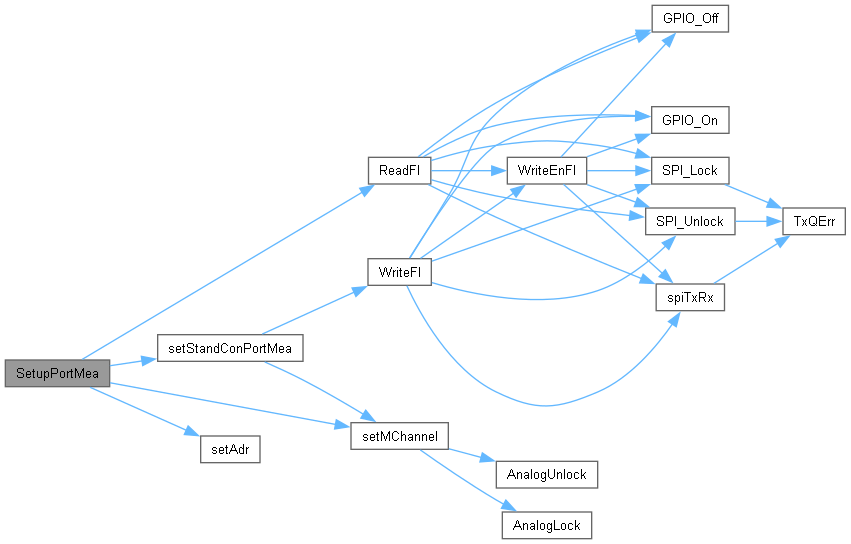 GPIO_Off
GPIO_On
ReadFl
WriteEnFl
SPI_Lock
SPI_Unlock
TxQErr
WriteFl
spiTxRx
setStandConPortMea
SetupPortMea
setMChannel
setAdr
AnalogUnlock
AnalogLock